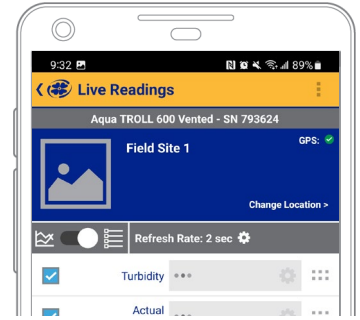 9:32 89%
Live Readings
Aqua TROLL 600 Vented - SN 793624
GPS:
Field Site 1
Change Location >
Refresh Rate: 2 sec
Turbidity
Actual